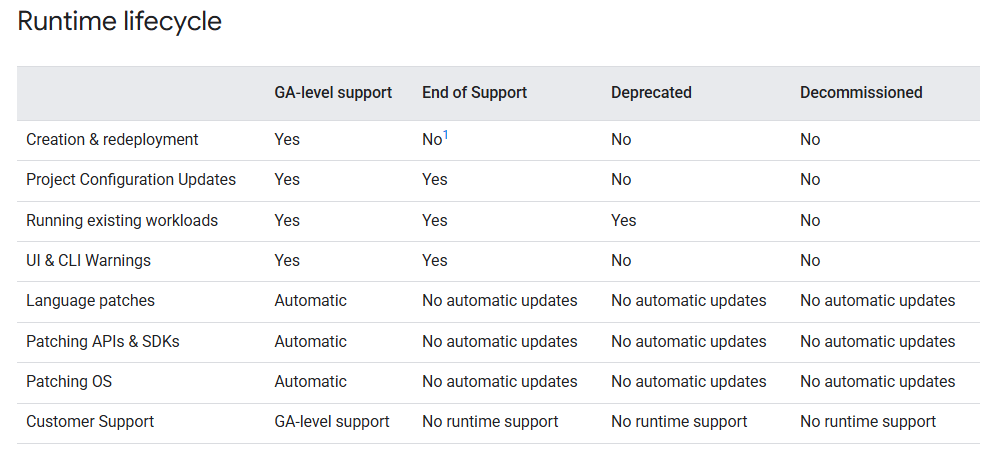 Runtime lifecycle
GA-level support End of Support Deprecated Decommissioned
Creation & redeployment Yes No1 No No
Project Configuration Updates Yes Yes No No
Running existing workloads Yes Yes Yes No
UI & CLI Warnings Yes Yes No No
Language patches Automatic No automatic updates No automatic updates No automatic updates
Patching APIs & SDKs Automatic No automatic updates No automatic updates No automatic updates
Patching OS Automatic No automatic updates No automatic updates No automatic updates
Customer Support GA-level support No runtime support No runtime support No runtime support